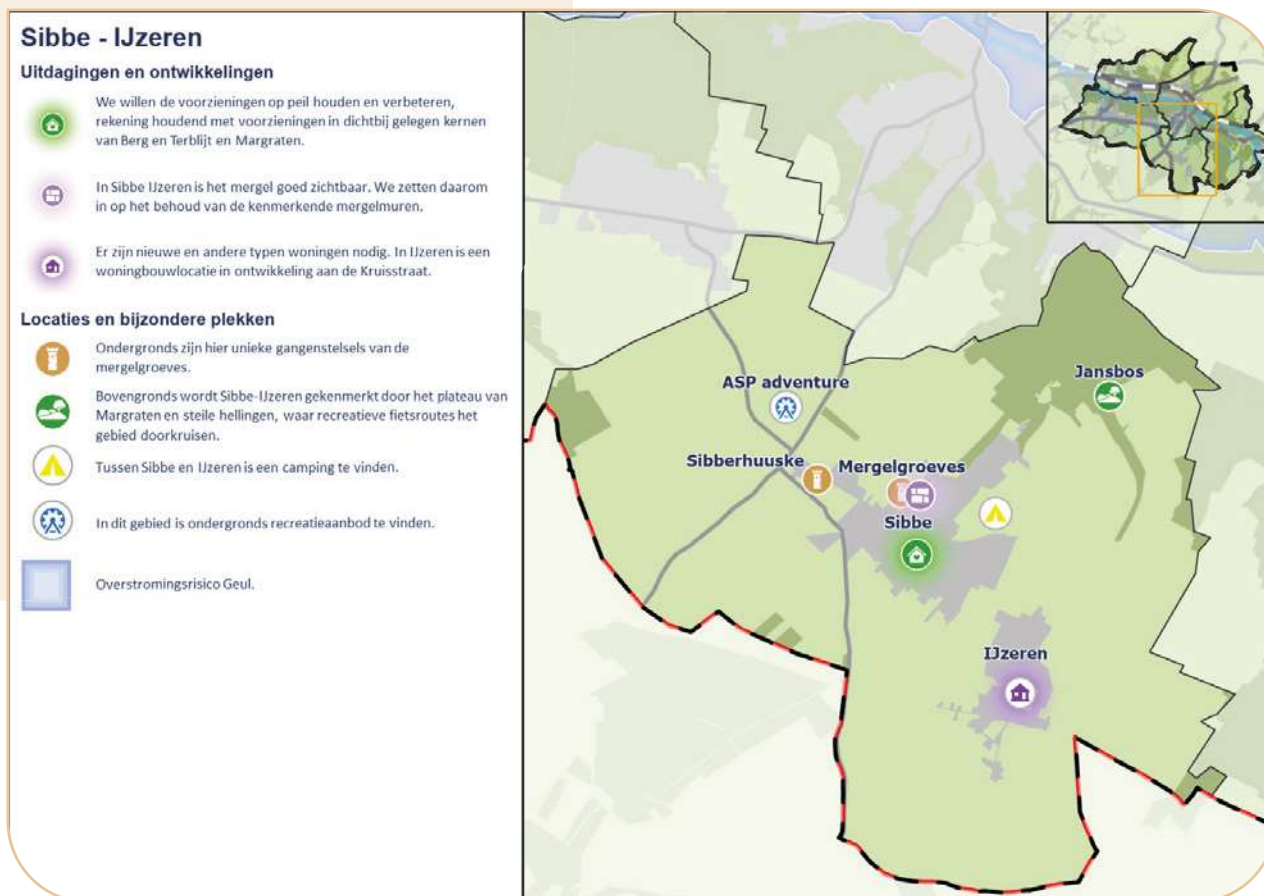 Sibbe - IJzeren
Uitdagingen en ontwikkelingen
We willen de voorzieningen op peil houden en verbeteren,
rekening houdend met voorzieningen in dichtbij gelegen kernen
van Berg en Terblijt en Margraten.
In Sibbe IJzeren is het mergel goed zichtbaar. We zetten daarom
in op het behoud van de kenmerkende mergelmuren.
Er zijn nieuwe en andere typen woningen nodig. In IJzeren is een
woningbouwlocatie in ontwikkeling aan de Kruisstraat.
Locaties en bijzondere plekken
Ondergronds zijn hier unieke gangenstelsels van de
mergelgroeves.
Bovengronds wordt Sibbe-IJzeren gekenmerkt door het plateau van
Margraten en steile hellingen, waar recreatieve fietsroutes het
gebied doorkruisen.
Tussen Sibbe en IJzeren is een camping te vinden.
In dit gebied is ondergronds recreatieaanbod te vinden.
Overstromingsrisico Geul.
Jansbos
ASP adventure
Sibberhuuske
Mergelgroeves
Sibbe
IJzeren